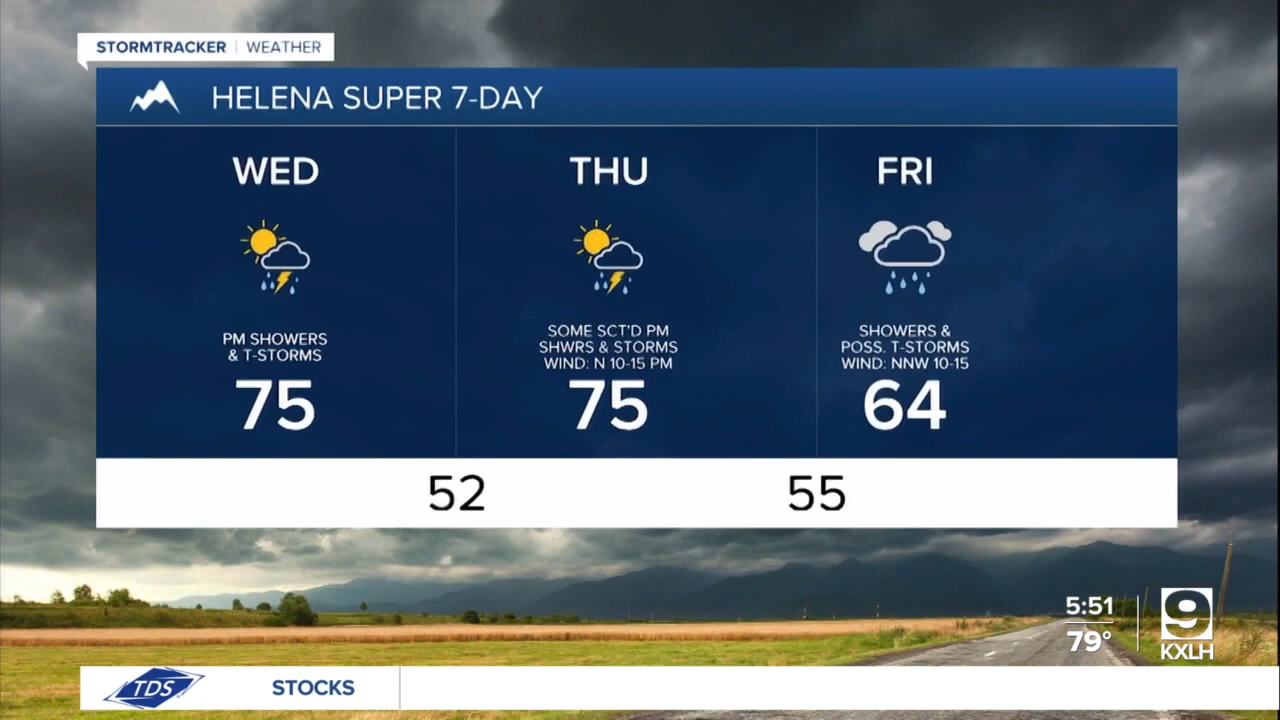 STORMTRACKER | WEATHER
HELENA SUPER 7-DAY
WED
PM SHOWERS
& T-STORMS
75
THU
SOME SCT'D PM
SHWRS & STORMS
WIND: N 10-15 PM
75
FRI
SHOWERS &
POSS. T-STORMS
WIND: NNW 10-15
64
52
55
5:51
79°
9
KXLH
TDS
STOCKS